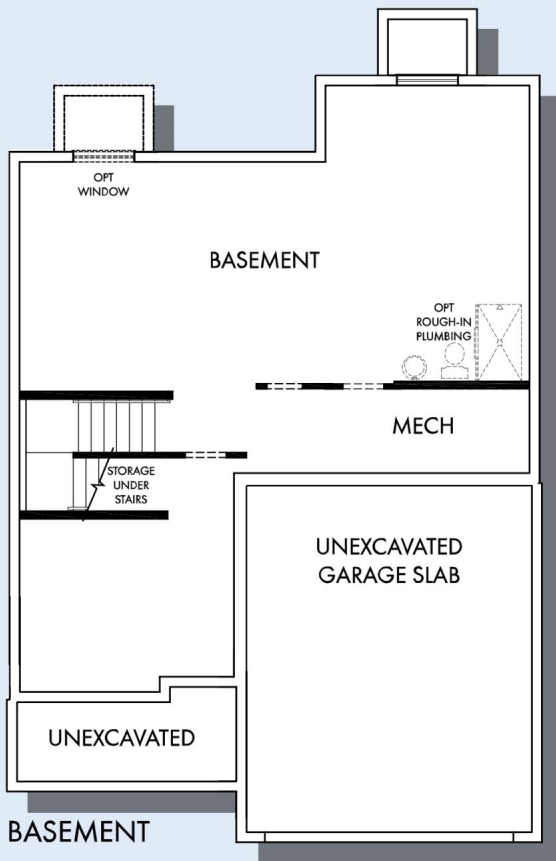 OPT
WINDOW
BASEMENT
OPT
ROUGH-IN
PLUMBING
MECH
STORAGE
UNDER
STAIRS
UNEXCAVATED
GARAGE SLAB
UNEXCAVATED
BASEMENT